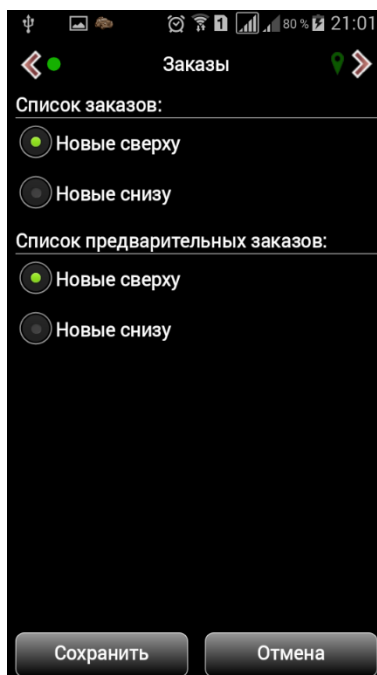 1 80 % 21:01
Заказы
Список заказов:
Новые сверху
Новые снизу
Список предварительных заказов:
Новые сверху
Новые снизу
Сохранить Отмена